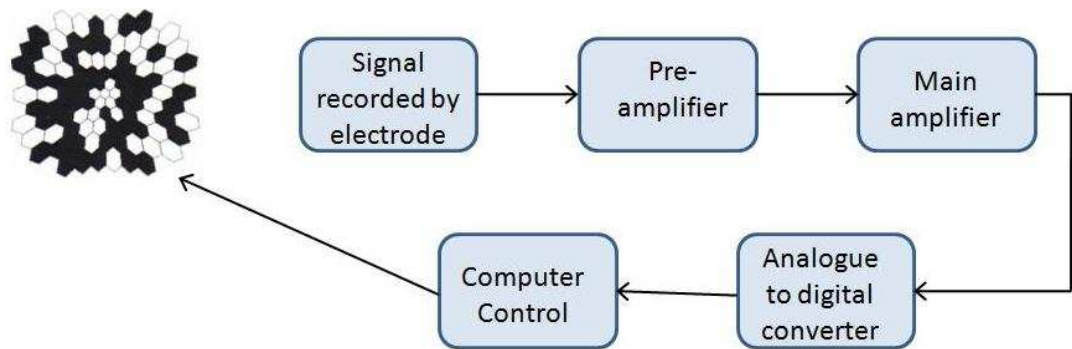 Signal
recorded by
electrode
Pre-
amplifier
Main
amplifier
Computer
Control
Analogue
to digital
converter